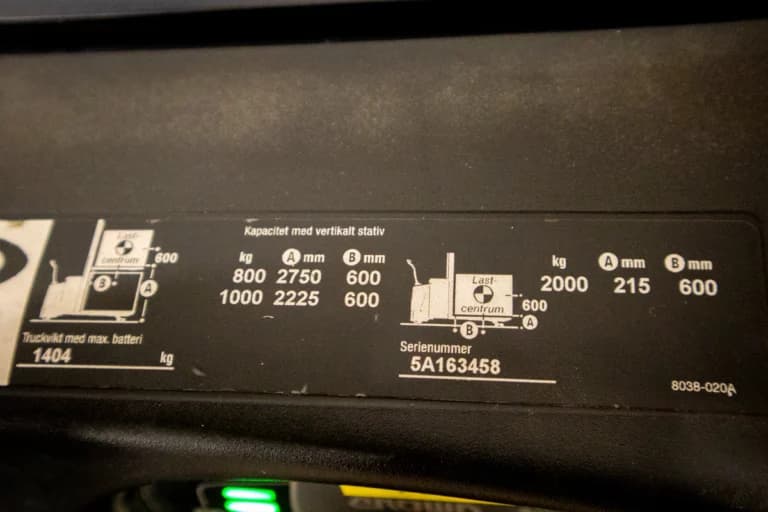 Last-
centrum
600
B
A
Truckvikt med max. batteri
1404 kg
Kapacitet med vertikalt stativ
kg A mm B mm
800 2750 600
1000 2225 600
Last-
centrum
600
A
B
Serienummer
5A163458
kg A mm B mm
2000 215 600
8038-020A